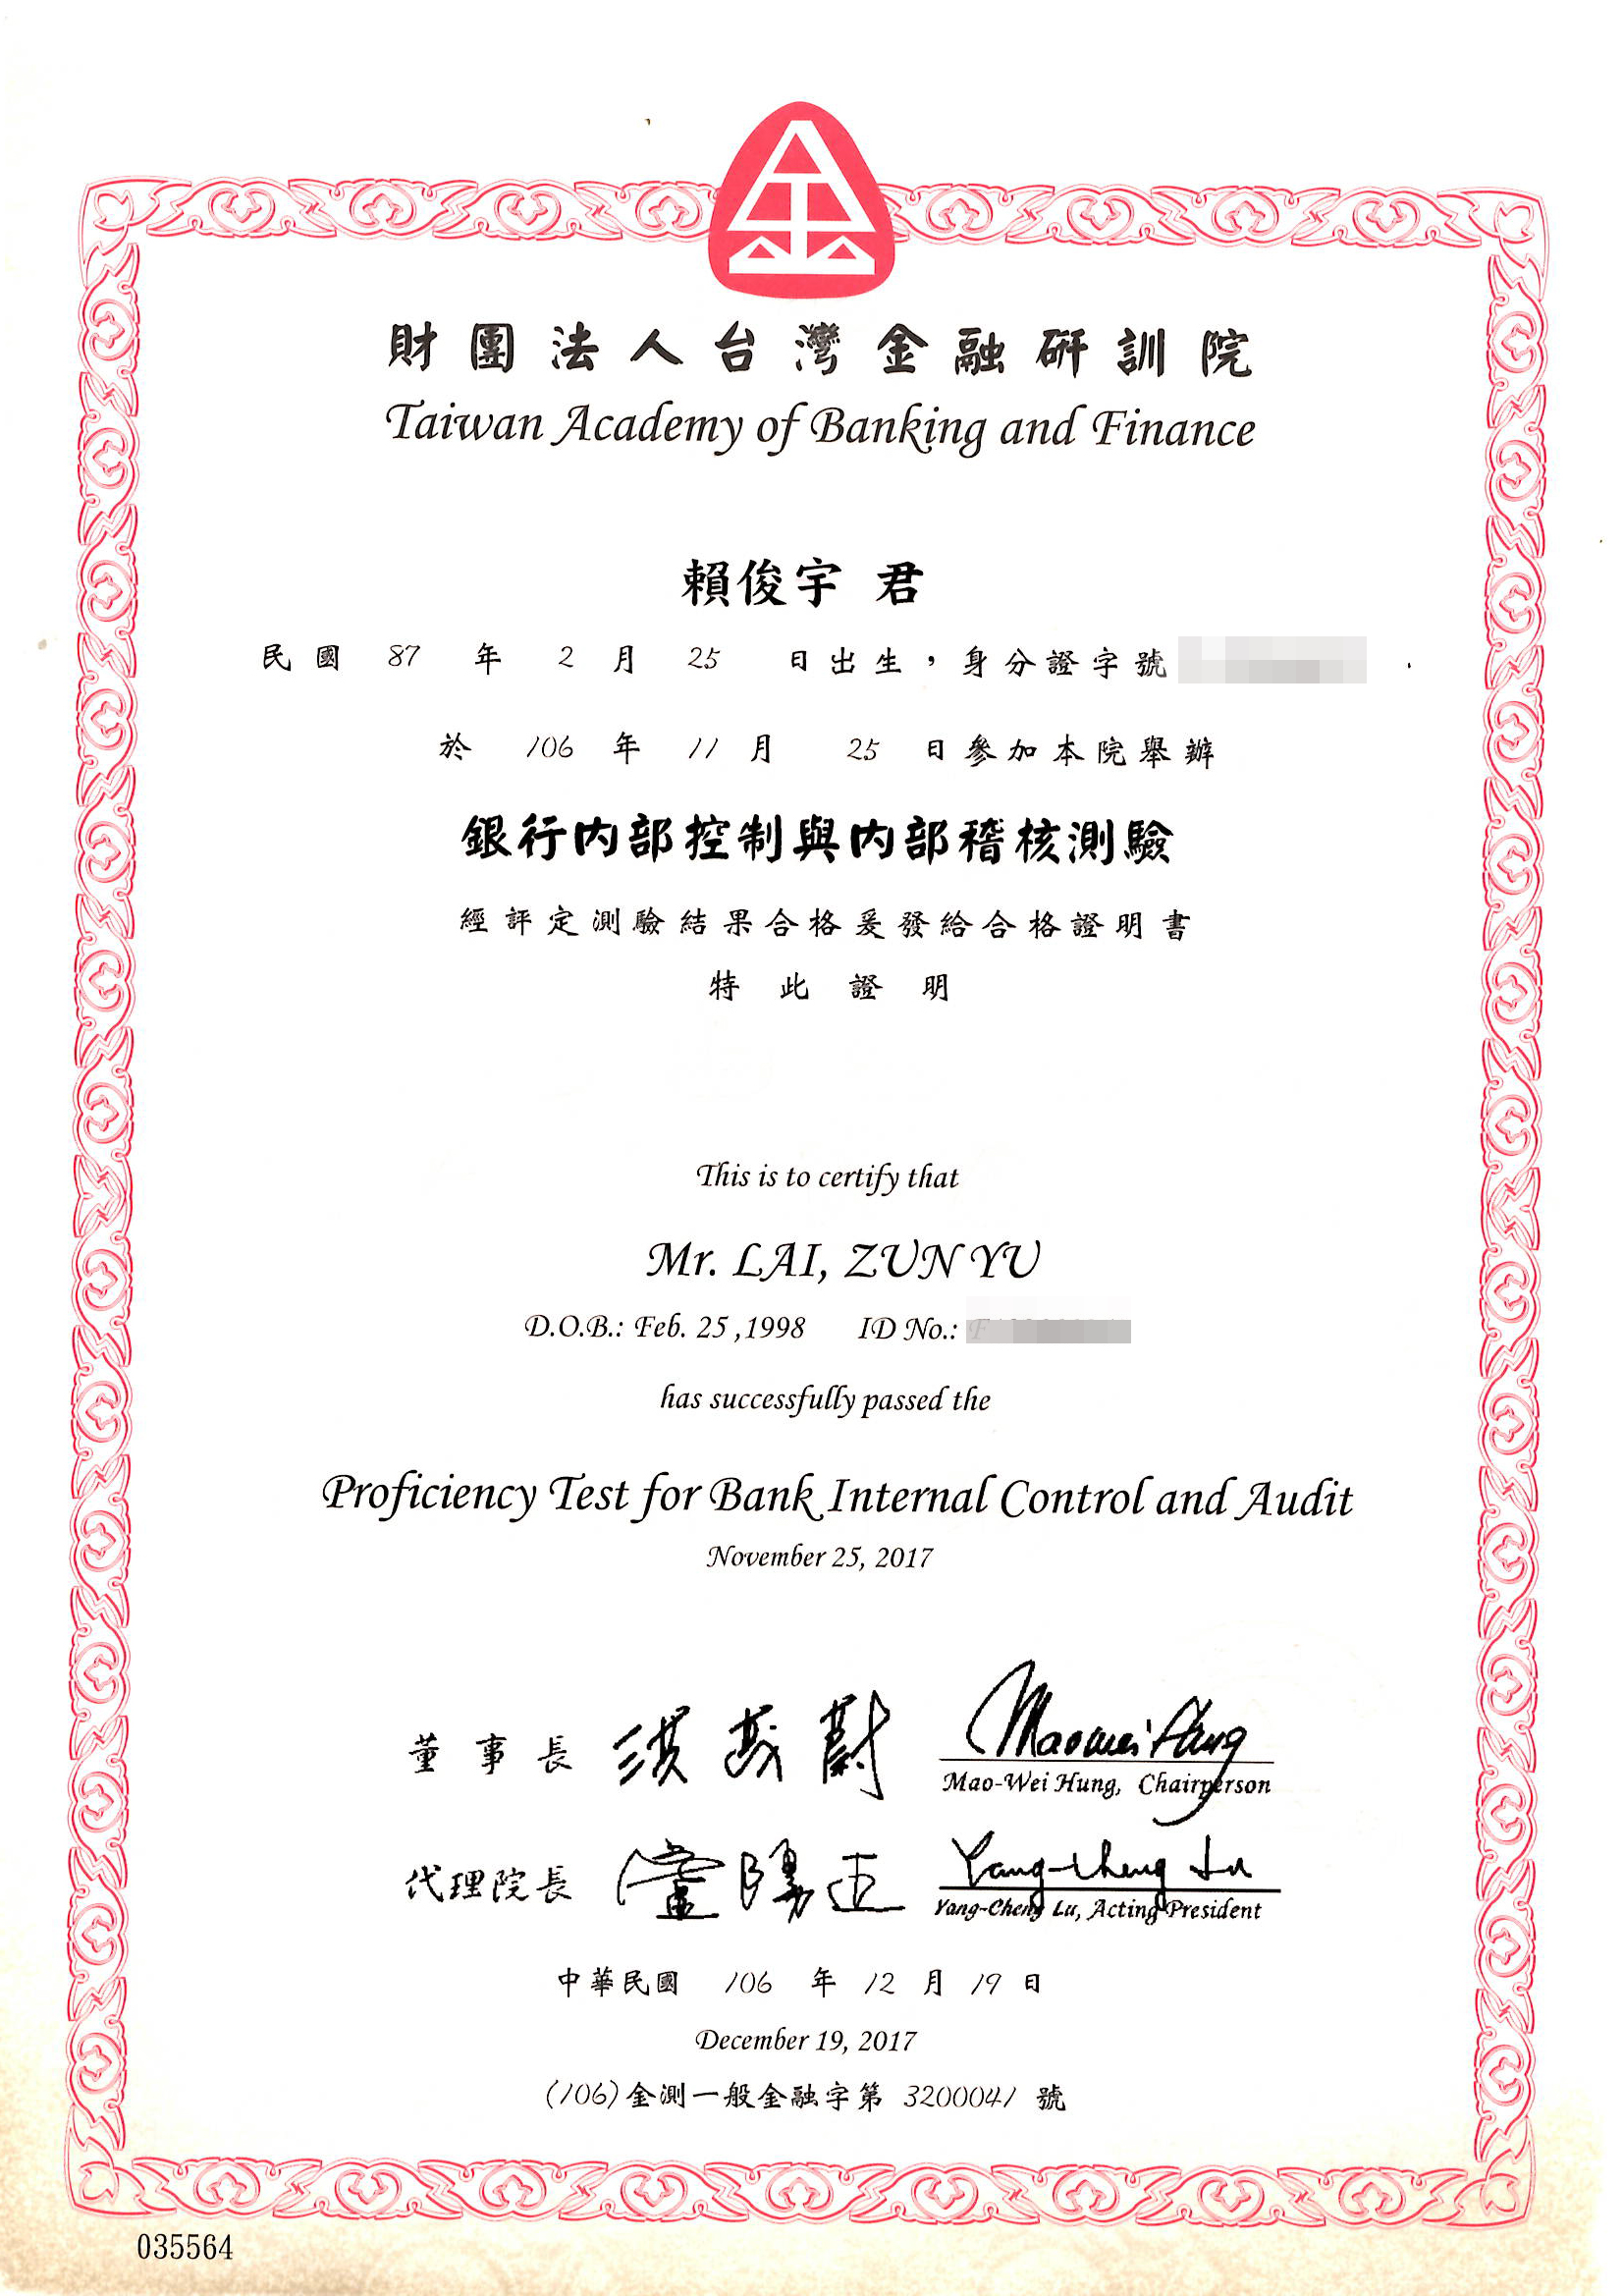 財團法人台灣金融研訓院
Taiwan Academy of Banking and Finance
賴俊宇 君
民國 87 年 2 月 25 日出生，身分證字號
於 106 年 11 月 25 日參加本院舉辦
銀行內部控制與內部稽核測驗
經評定測驗結果合格爰發給合格證明書
特此證明
This is to certify that
Mr. LAI, ZUN YU
D.O.B.: Feb. 25 ,1998 ID No.:
has successfully passed the
Proficiency Test for Bank Internal Control and Audit
November 25, 2017
董事長 洪茂蔚 Maowei Hung
Mao-Wei Hung, Chairperson
代理院長 盧陽正 Yang-cheng Lu
Yang-Cheng Lu, Acting President
中華民國 106 年 12 月 19 日
December 19, 2017
(106)金測一般金融字第 3200041 號
035564